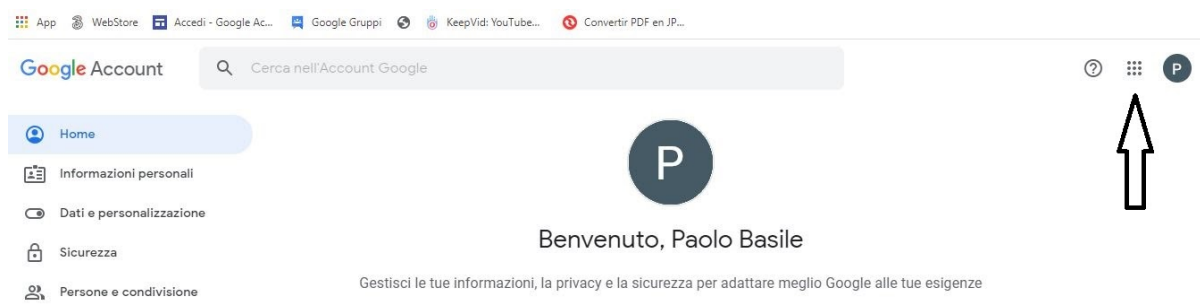 App WebStore Accedi - Google Ac... Google Gruppi KeepVid: YouTube... Convertir PDF en JP...
Google Account Cerca nell'Account Google P
Home
Informazioni personali
Dati e personalizzazione
Sicurezza
Persone e condivisione
P
Benvenuto, Paolo Basile
Gestisci le tue informazioni, la privacy e la sicurezza per adattare meglio Google alle tue esigenze